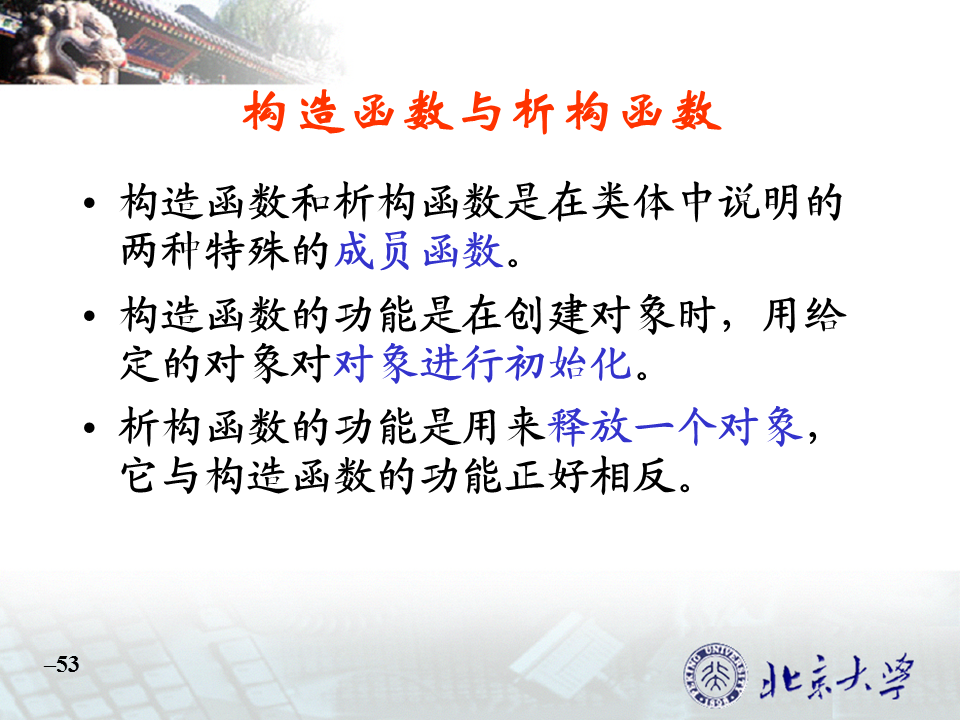 构造函数与析构函数
• 构造函数和析构函数是在类体中说明的
两种特殊的成员函数。
• 构造函数的功能是在创建对象时，用给
定的对象对对象进行初始化。
• 析构函数的功能是用来释放一个对象，
它与构造函数的功能正好相反。
–53
PEKING UNIVERSITY
1898
北京大学